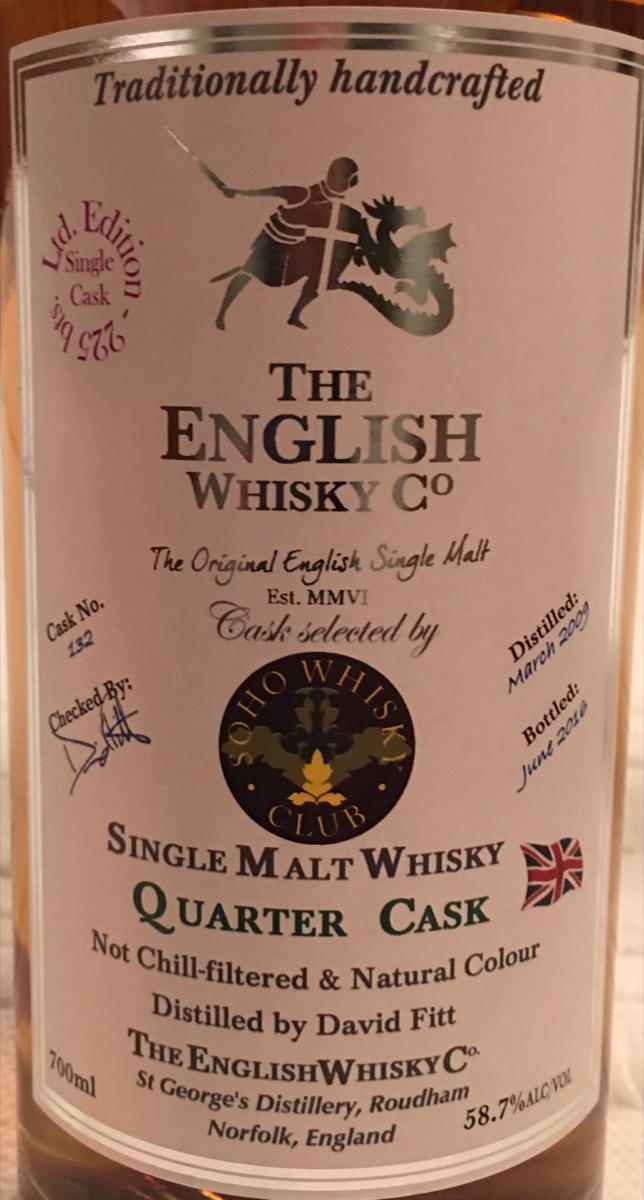 Traditionally handcrafted
Ltd. Edition - 225 btls.
Single
Cask
THE
ENGLISH
WHISKY Co
The Original English Single Malt
Est. MMVI
Cask selected by
Cask No.
132
Checked By:
Distilled:
March 2009
Bottled:
June 2016
SOHO WHISKY
CLUB
SINGLE MALT WHISKY
QUARTER CASK
Not Chill-filtered & Natural Colour
Distilled by David Fitt
THE ENGLISH WHISKY Co.
St George's Distillery, Roudham
Norfolk, England
700ml
58.7%ALC/VOL